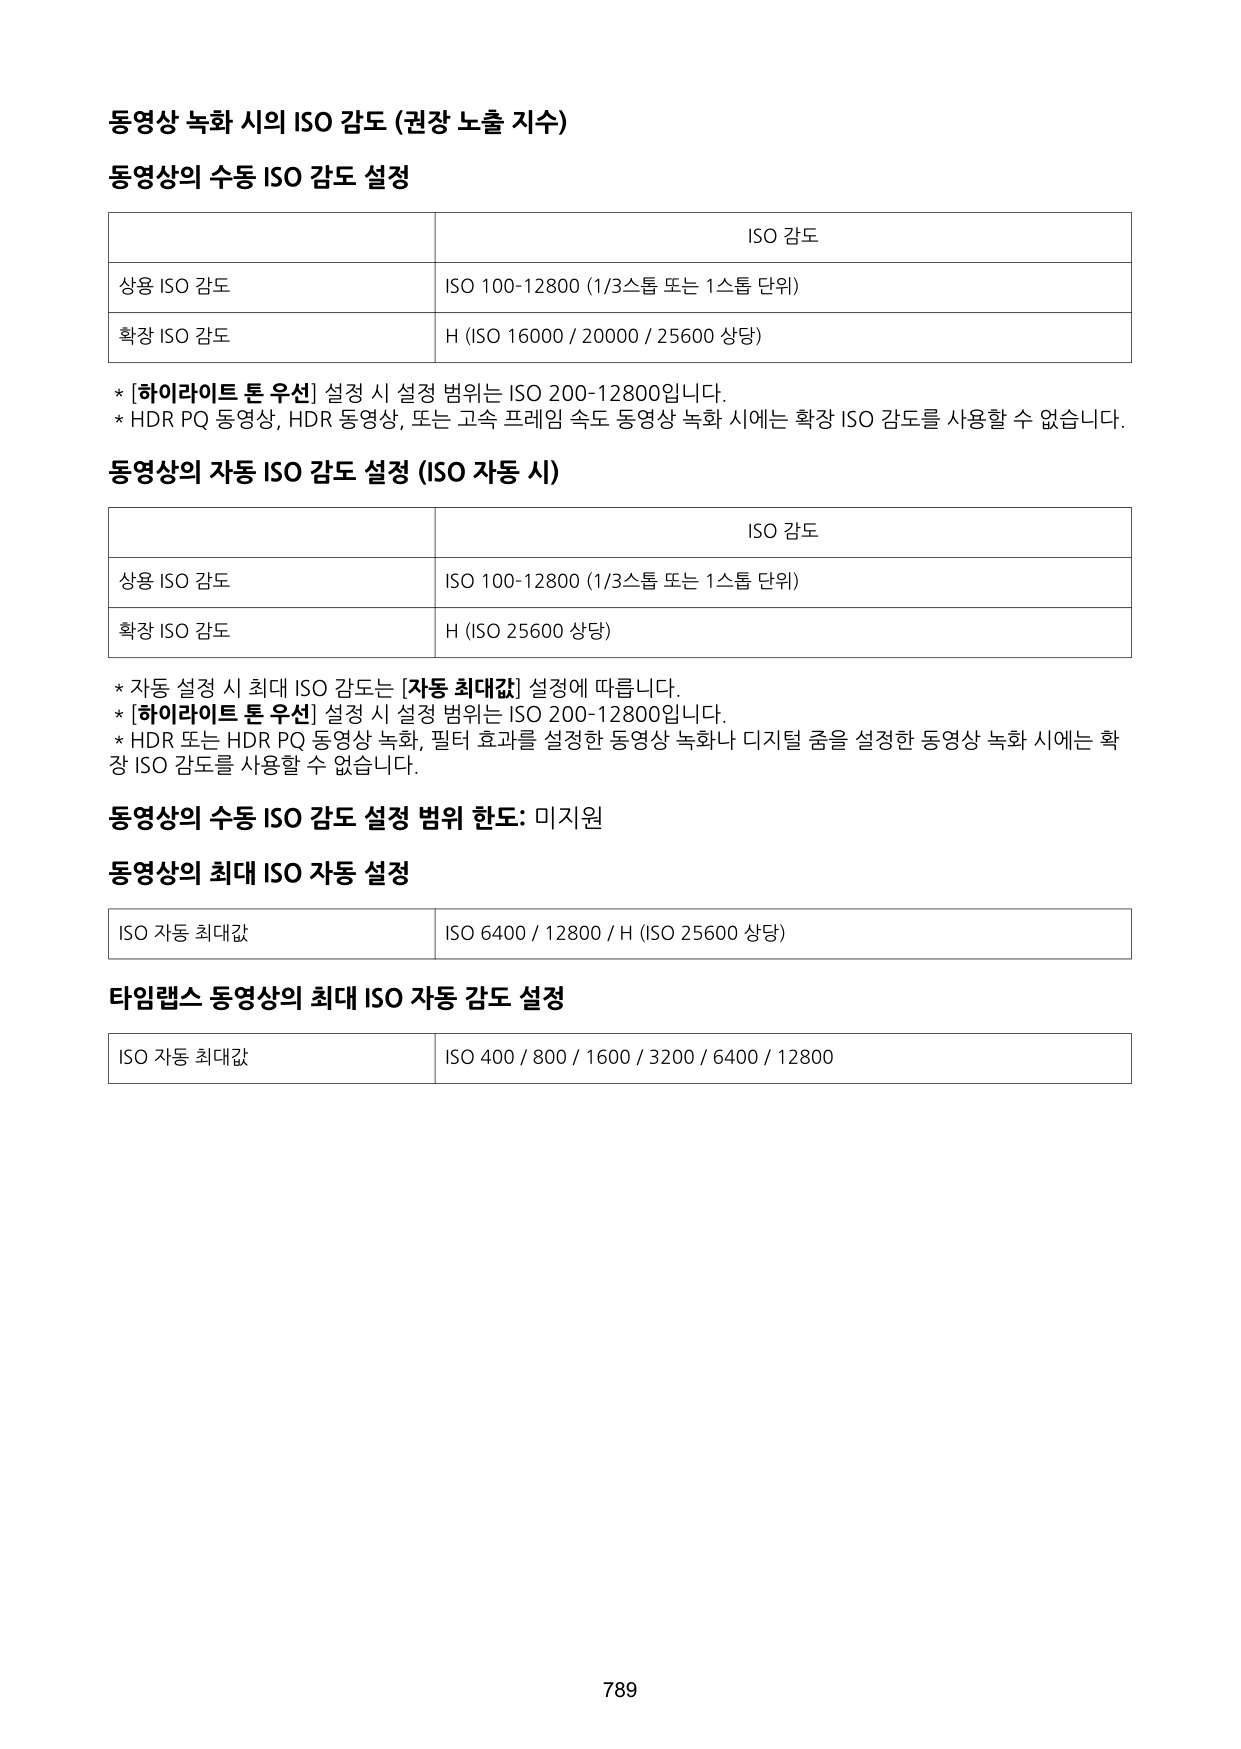 동영상 녹화 시의 ISO 감도 (권장 노출 지수)
동영상의 수동 ISO 감도 설정
ISO 감도
상용 ISO 감도 ISO 100-12800 (1/3스톱 또는 1스톱 단위)
확장 ISO 감도 H (ISO 16000 / 20000 / 25600 상당)
* [하이라이트 톤 우선] 설정 시 설정 범위는 ISO 200-12800입니다.
* HDR PQ 동영상, HDR 동영상, 또는 고속 프레임 속도 동영상 녹화 시에는 확장 ISO 감도를 사용할 수 없습니다.
동영상의 자동 ISO 감도 설정 (ISO 자동 시)
ISO 감도
상용 ISO 감도 ISO 100-12800 (1/3스톱 또는 1스톱 단위)
확장 ISO 감도 H (ISO 25600 상당)
* 자동 설정 시 최대 ISO 감도는 [자동 최대값] 설정에 따릅니다.
* [하이라이트 톤 우선] 설정 시 설정 범위는 ISO 200-12800입니다.
* HDR 또는 HDR PQ 동영상 녹화, 필터 효과를 설정한 동영상 녹화나 디지털 줌을 설정한 동영상 녹화 시에는 확
장 ISO 감도를 사용할 수 없습니다.
동영상의 수동 ISO 감도 설정 범위 한도: 미지원
동영상의 최대 ISO 자동 설정
ISO 자동 최대값 ISO 6400 / 12800 / H (ISO 25600 상당)
타임랩스 동영상의 최대 ISO 자동 감도 설정
ISO 자동 최대값 ISO 400 / 800 / 1600 / 3200 / 6400 / 12800
789